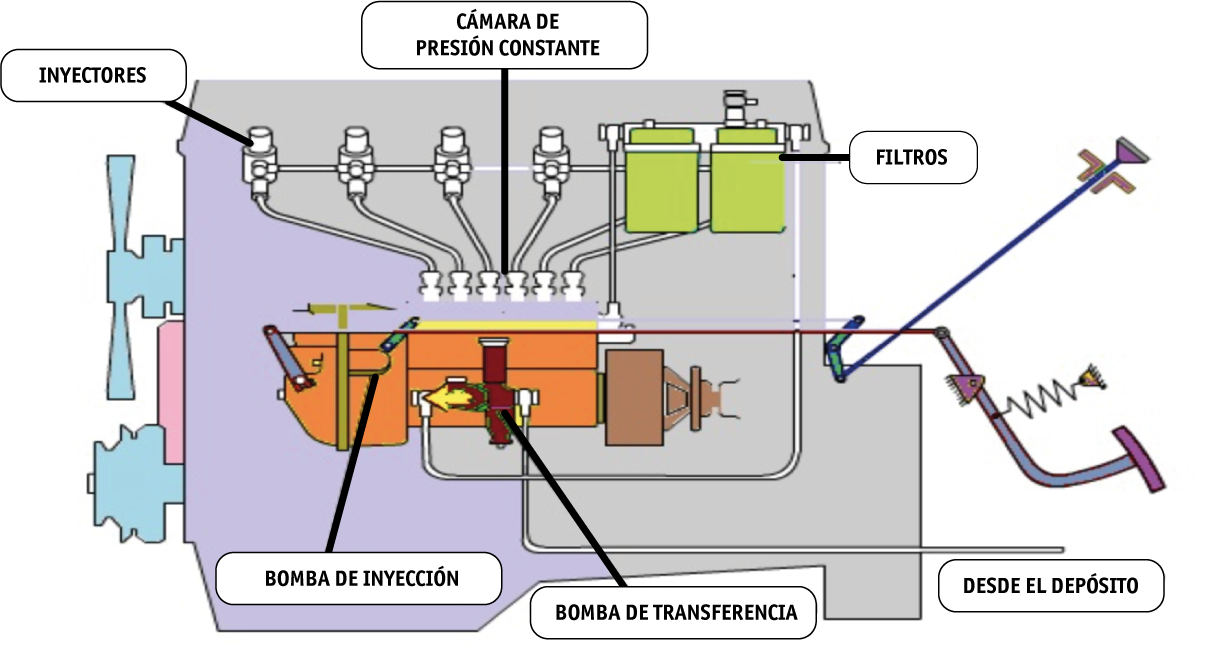 CÁMARA DE
PRESIÓN CONSTANTE
INYECTORES
FILTROS
BOMBA DE INYECCIÓN
DESDE EL DEPÓSITO
BOMBA DE TRANSFERENCIA